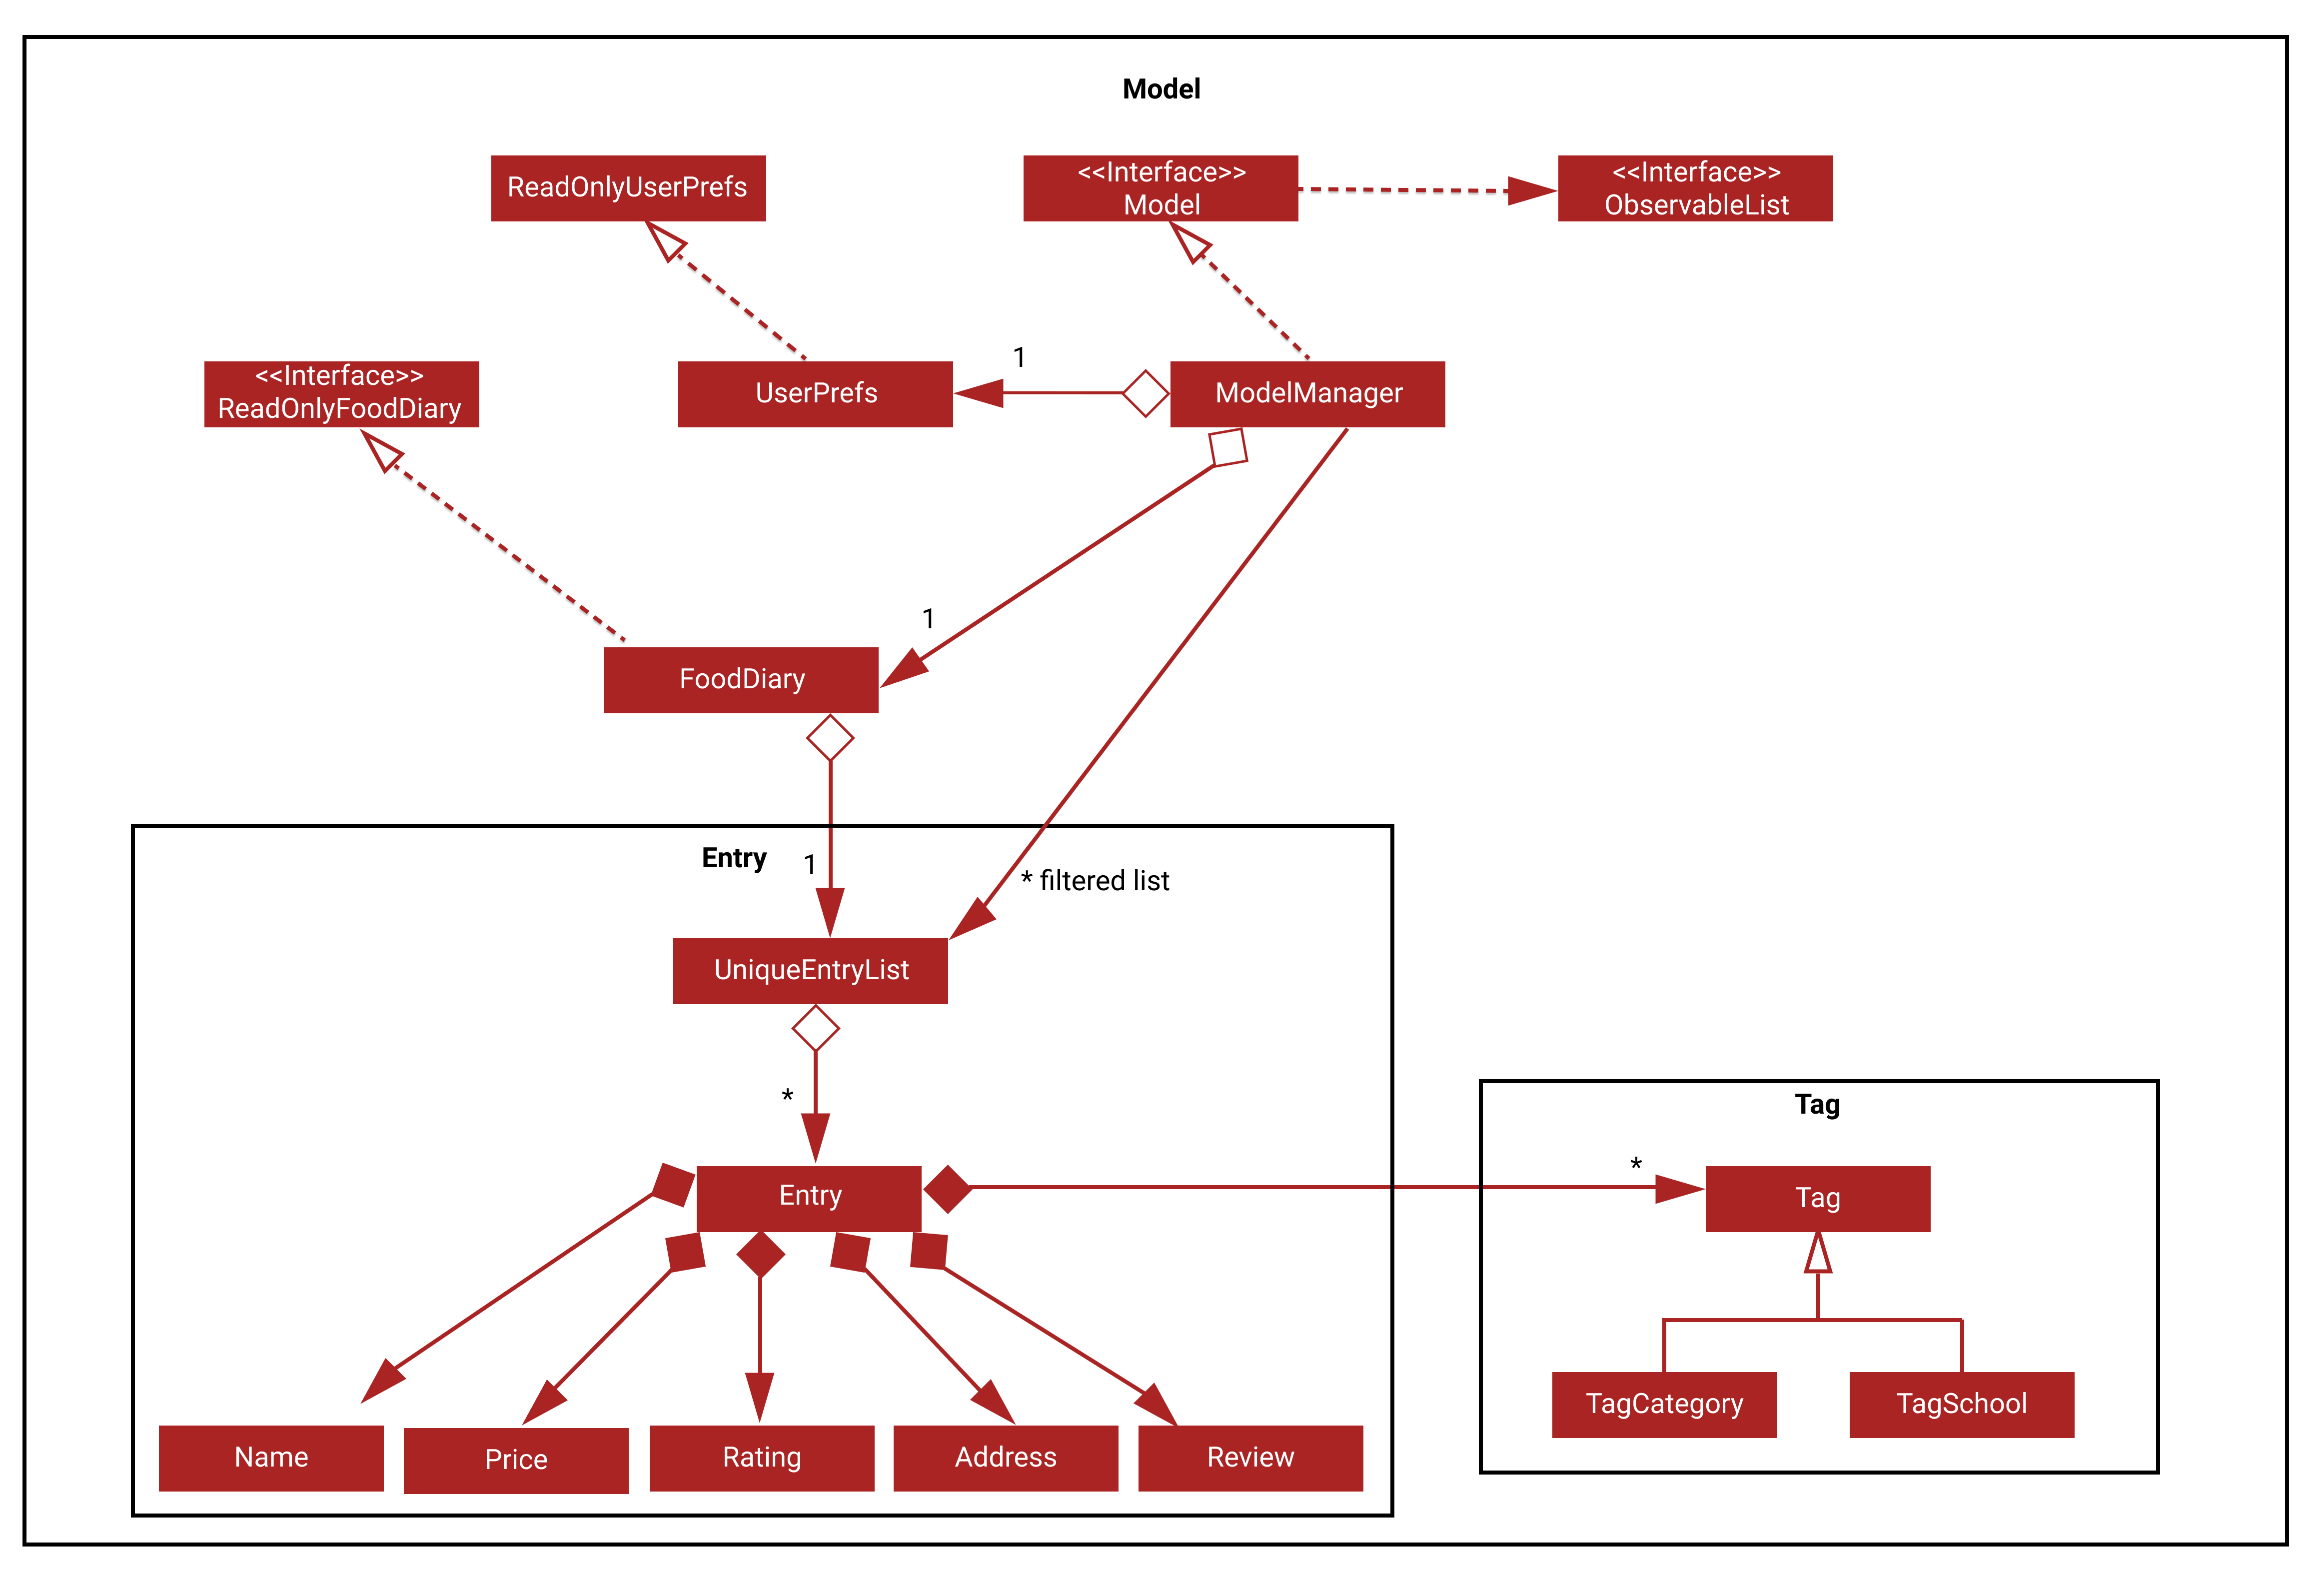 Model
ReadOnlyUserPrefs
<<Interface>>
Model
<<Interface>>
ObservableList
<<Interface>>
ReadOnlyFoodDiary
UserPrefs
1
ModelManager
1
FoodDiary
Entry
1
* filtered list
UniqueEntryList
*
Entry
Tag
*
Tag
TagCategory
TagSchool
Name
Price
Rating
Address
Review